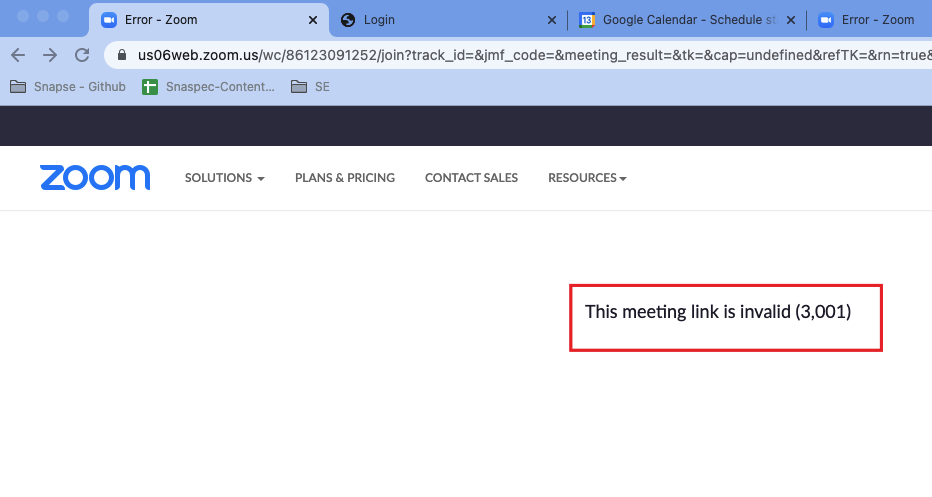 Error - Zoom
Login
Google Calendar - Schedule st
Error - Zoom
us06web.zoom.us/wc/86123091252/join?track_id=&jmf_code=&meeting_result=&tk=&cap=undefined&refTK=&rn=true&
Snapse - Github
Snaspec-Content...
SE
zoom
SOLUTIONS
PLANS & PRICING
CONTACT SALES
RESOURCES
This meeting link is invalid (3,001)